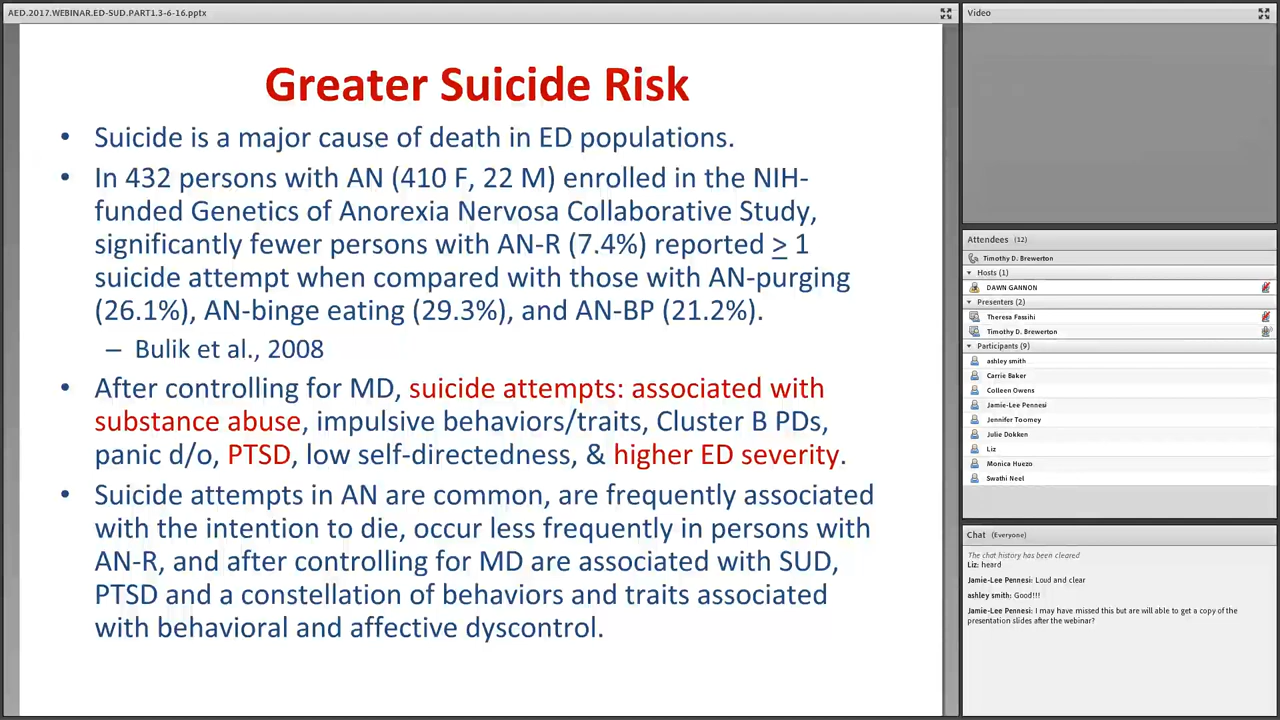 AED.2017.WEBINAR.ED-SUD.PART1.3-6-16.pptx
Greater Suicide Risk
• Suicide is a major cause of death in ED populations.
• In 432 persons with AN (410 F, 22 M) enrolled in the NIH-
funded Genetics of Anorexia Nervosa Collaborative Study,
significantly fewer persons with AN-R (7.4%) reported > 1
suicide attempt when compared with those with AN-purging
(26.1%), AN-binge eating (29.3%), and AN-BP (21.2%).
– Bulik et al., 2008
• After controlling for MD, suicide attempts: associated with
substance abuse, impulsive behaviors/traits, Cluster B PDs,
panic d/o, PTSD, low self-directedness, & higher ED severity.
• Suicide attempts in AN are common, are frequently associated
with the intention to die, occur less frequently in persons with
AN-R, and after controlling for MD are associated with SUD,
PTSD and a constellation of behaviors and traits associated
with behavioral and affective dyscontrol.
Video
Attendees (12)
Timothy D. Brewerton
Hosts (1)
DAWN GANNON
Presenters (2)
Theresa Fassihi
Timothy D. Brewerton
Participants (9)
ashley smith
Carrie Baker
Colleen Owens
Jamie-Lee Pennesi
Jennifer Toomey
Julie Dokken
Liz
Monica Huezo
Swathi Neel
Chat (Everyone)
The chat history has been cleared
Liz: heard
Jamie-Lee Pennesi: Loud and clear
ashley smith: Good!!!
Jamie-Lee Pennesi: I may have missed this but are will able to get a copy of the
presentation slides after the webinar?